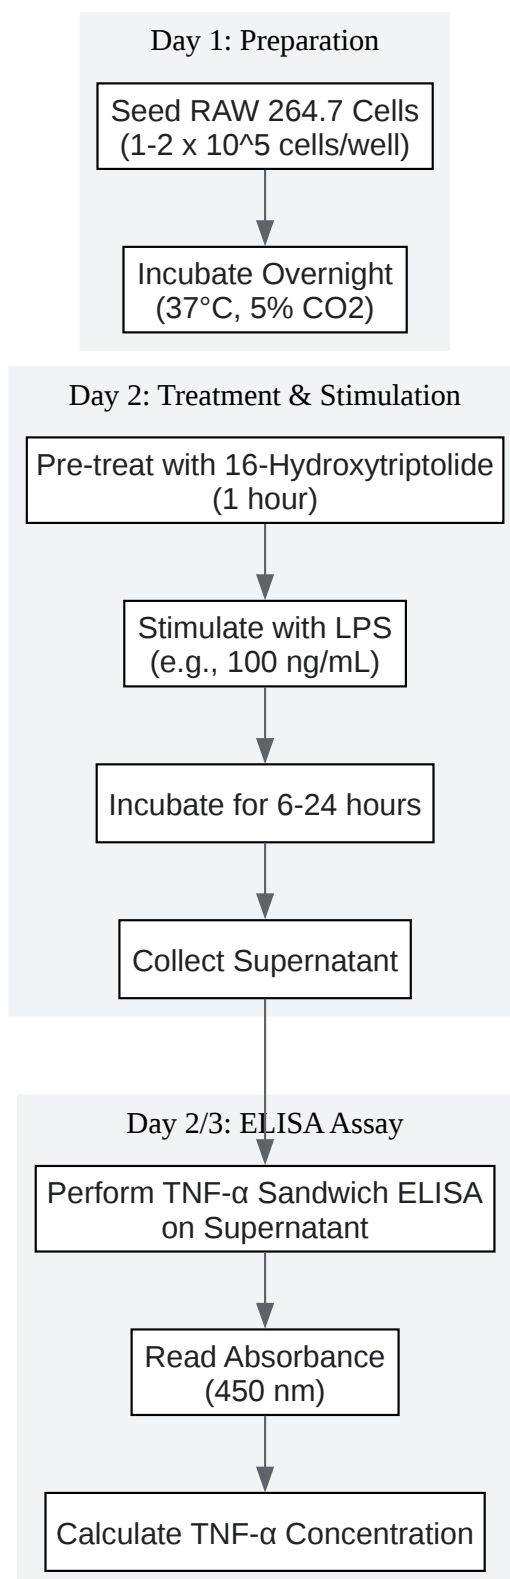 Day 1: Preparation
Seed RAW 264.7 Cells
(1-2 x 10^5 cells/well)
Incubate Overnight
(37°C, 5% CO2)
Day 2: Treatment & Stimulation
Pre-treat with 16-Hydroxytriptolide
(1 hour)
Stimulate with LPS
(e.g., 100 ng/mL)
Incubate for 6-24 hours
Collect Supernatant
Day 2/3: ELISA Assay
Perform TNF-α Sandwich ELISA
on Supernatant
Read Absorbance
(450 nm)
Calculate TNF-α Concentration